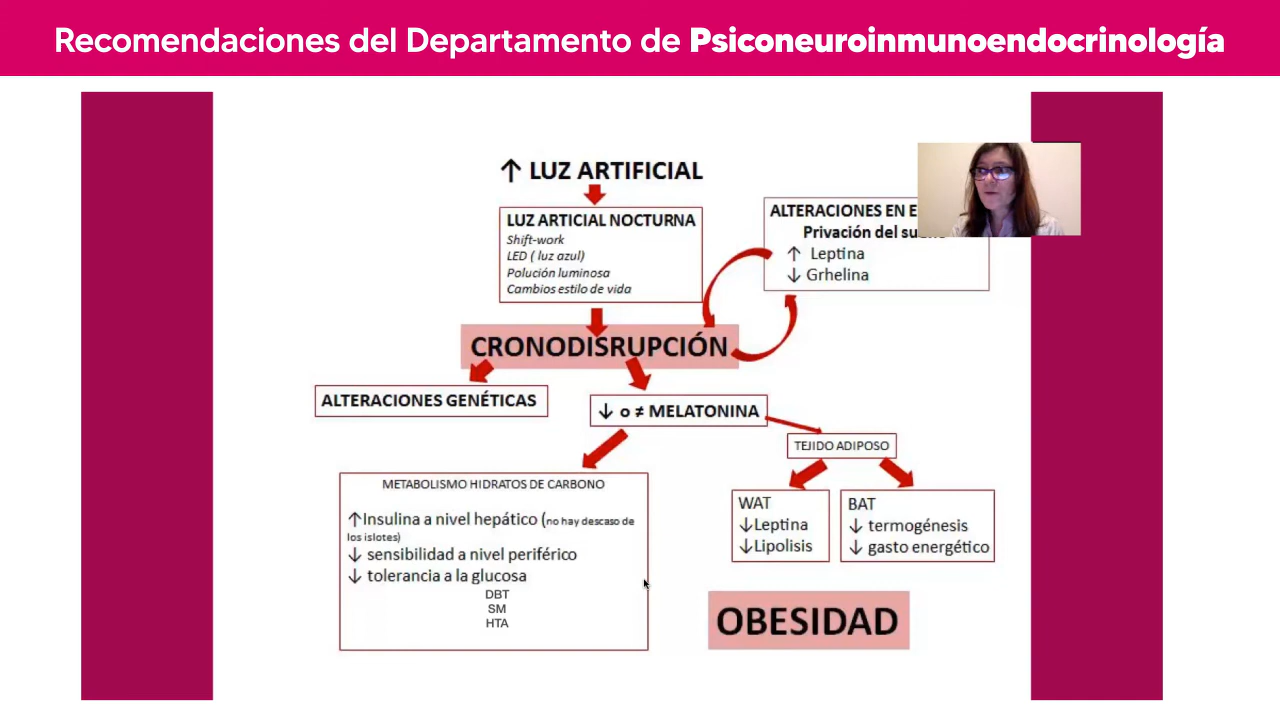 Recomendaciones del Departamento de Psiconeuroinmunoendocrinología
↑ LUZ ARTIFICIAL
LUZ ARTICIAL NOCTURNA
Shift-work
LED ( luz azul)
Polución luminosa
Cambios estilo de vida
ALTERACIONES EN
Privación del
↑ Leptina
↓ Grhelina
CRONODISRUPCIÓN
ALTERACIONES GENÉTICAS
↓ o ≠ MELATONINA
TEJIDO ADIPOSO
METABOLISMO HIDRATOS DE CARBONO
↑Insulina a nivel hepático (no hay descaso de
los islotes)
↓ sensibilidad a nivel periférico
↓ tolerancia a la glucosa
DBT
SM
HTA
WAT
↓Leptina
↓Lipolisis
BAT
↓ termogénesis
↓ gasto energético
OBESIDAD